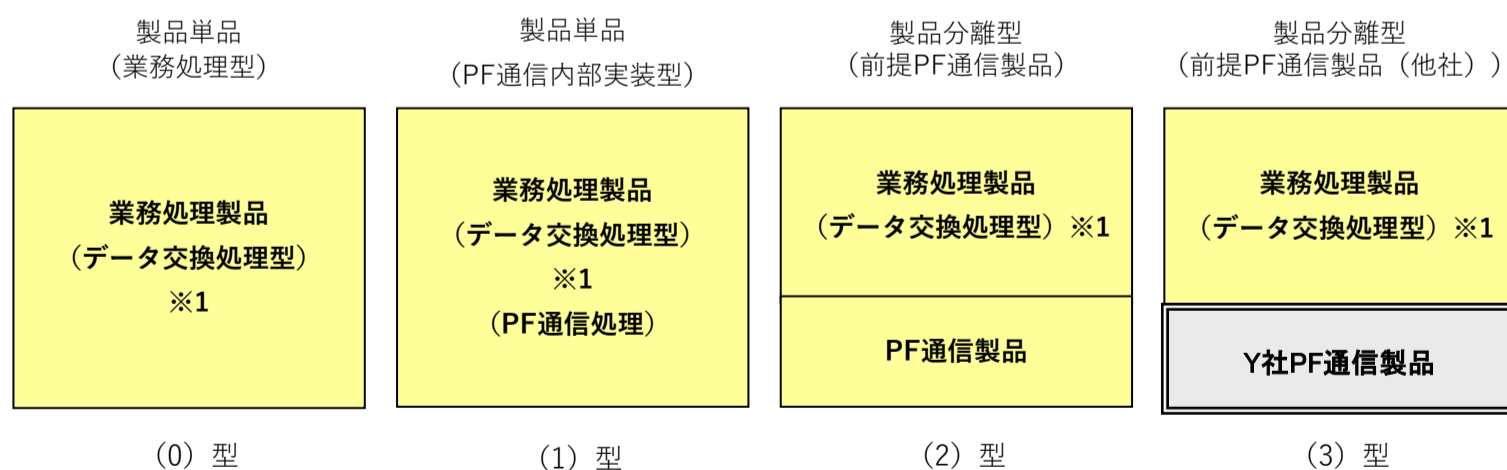 製品単品
（業務処理型）
業務処理製品
（データ交換処理型）
※1
（0）型
製品単品
（PF通信内部実装型）
業務処理製品
（データ交換処理型）
※1
（PF通信処理）
（1）型
製品分離型
（前提PF通信製品）
業務処理製品
（データ交換処理型）※1
PF通信製品
（2）型
製品分離型
（前提PF通信製品（他社））
業務処理製品
（データ交換処理型）※1
Y社PF通信製品
（3）型